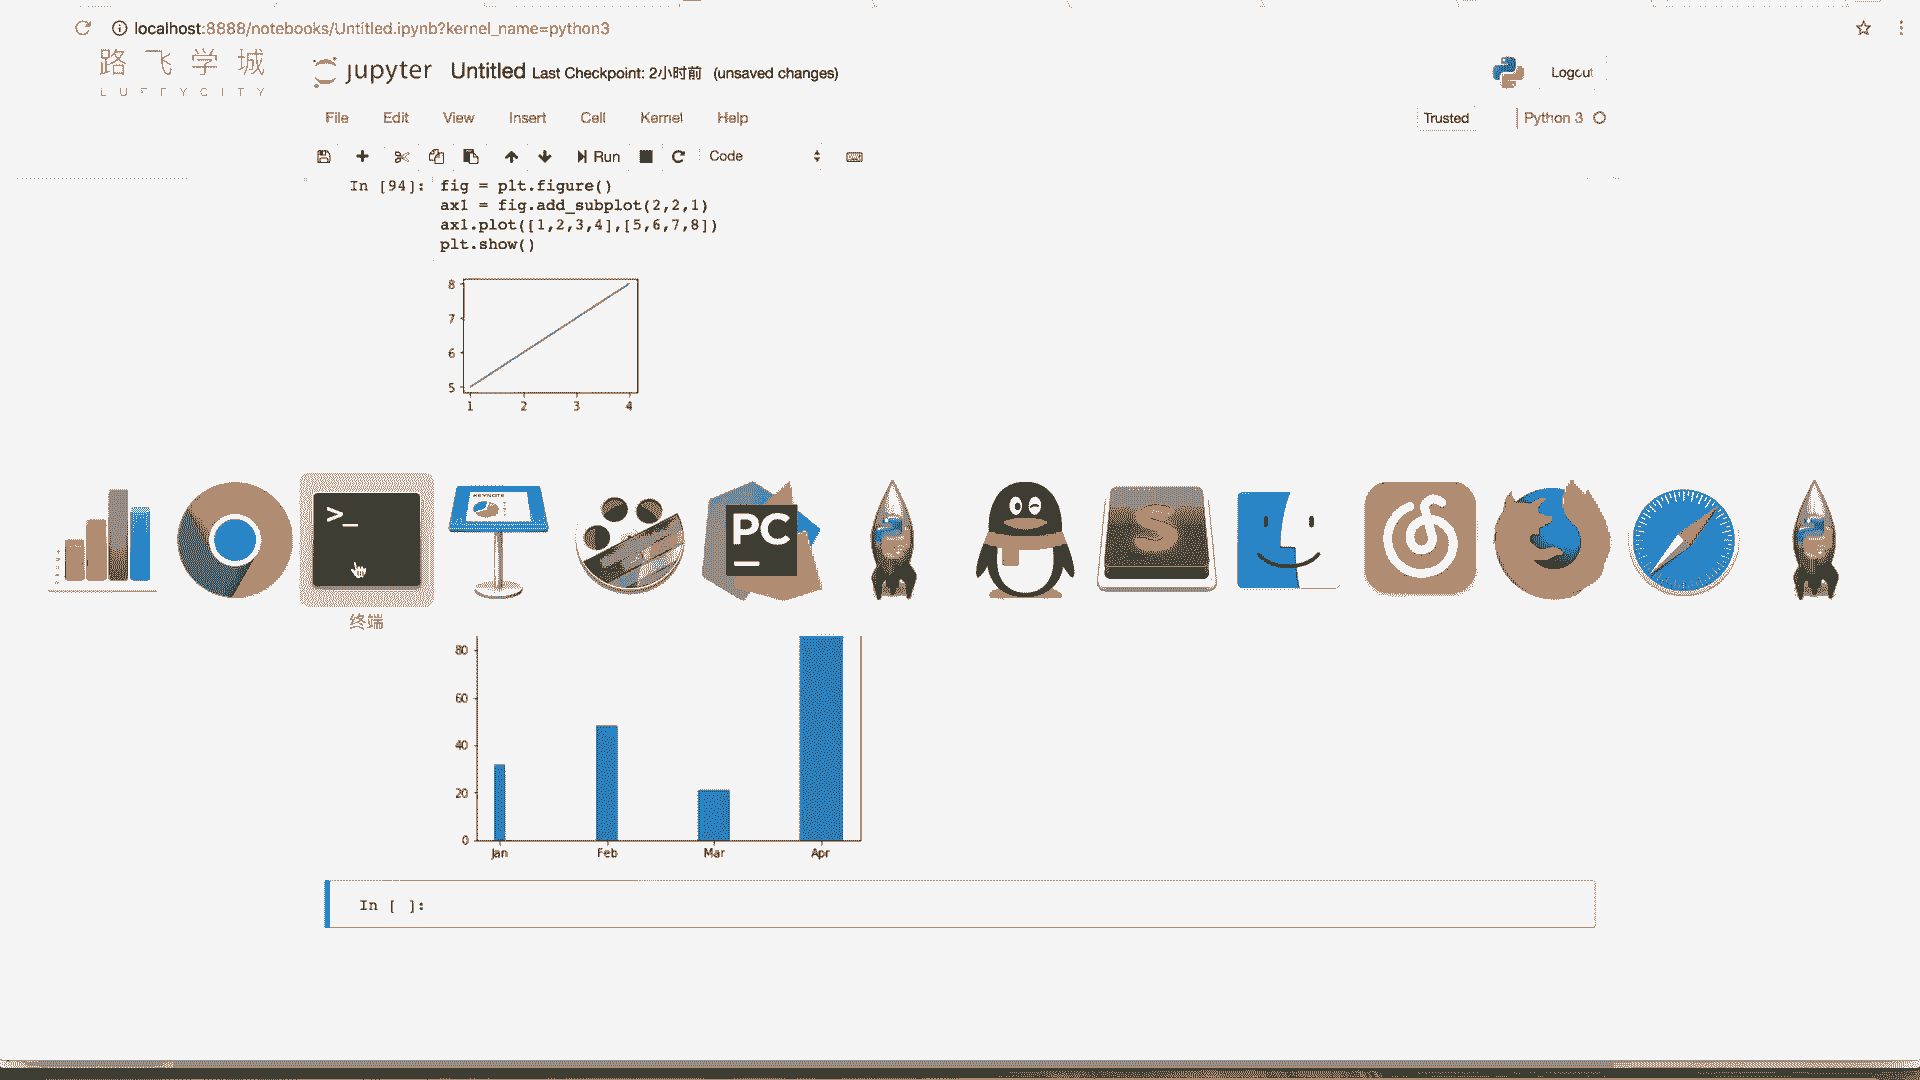 localhost:8888/notebooks/Untitled.ipynb?kernel_name=python3
路飞学城
LUFFYCITY
jupyter Untitled Last Checkpoint: 2小时前 (unsaved changes)
Logout
File Edit View Insert Cell Kernel Help
Trusted
Python 3
Run
Code
In [94]: fig = plt.figure()
ax1 = fig.add_subplot(2,2,1)
ax1.plot([1,2,3,4],[5,6,7,8])
plt.show()
8
7
6
5
1 2 3 4
>_
KEYNOTE
PC
S
终端
80
60
40
20
0
Jan Feb Mar Apr
In [ ]: